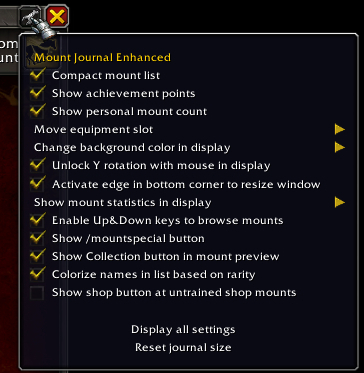 om
unt
Mount Journal Enhanced
Compact mount list
Show achievement points
Show personal mount count
Move equipment slot
Change background color in display
Unlock Y rotation with mouse in display
Activate edge in bottom corner to resize window
Show mount statistics in display
Enable Up&Down keys to browse mounts
Show /mountspecial button
Show Collection button in mount preview
Colorize names in list based on rarity
Show shop button at untrained shop mounts
Display all settings
Reset journal size